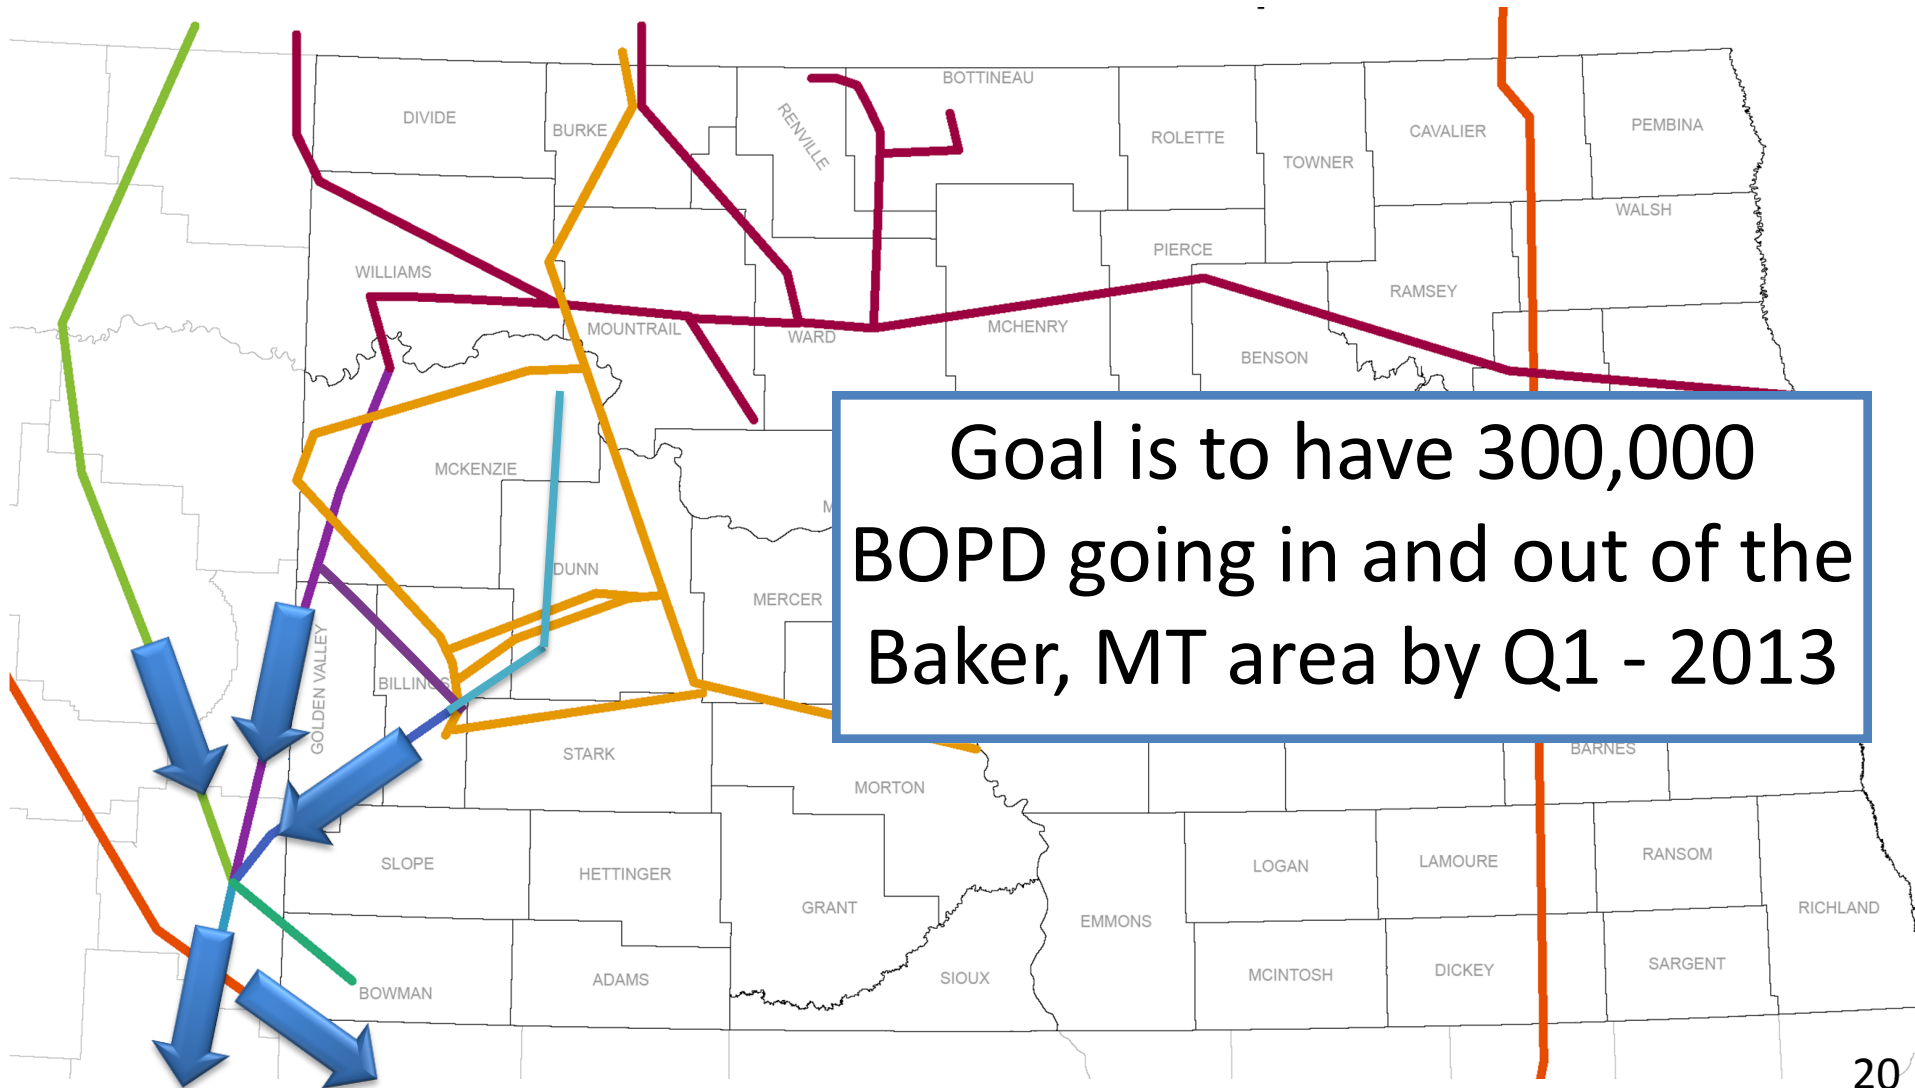 BOTTINEAU
DIVIDE
BURKE
RENVILLE
ROLETTE
TOWNER
CAVALIER
PEMBINA
WALSH
WILLIAMS
PIERCE
RAMSEY
MOUNTRAIL
WARD
MCHENRY
BENSON
MCKENZIE
Goal is to have 300,000
BOPD going in and out of the
Baker, MT area by Q1 - 2013
DUNN
MERCER
GOLDEN VALLEY
BILLINGS
STARK
MORTON
BARNES
SLOPE
HETTINGER
GRANT
EMMONS
LOGAN
LAMOURE
RANSOM
RICHLAND
BOWMAN
ADAMS
SIOUX
MCINTOSH
DICKEY
SARGENT
20